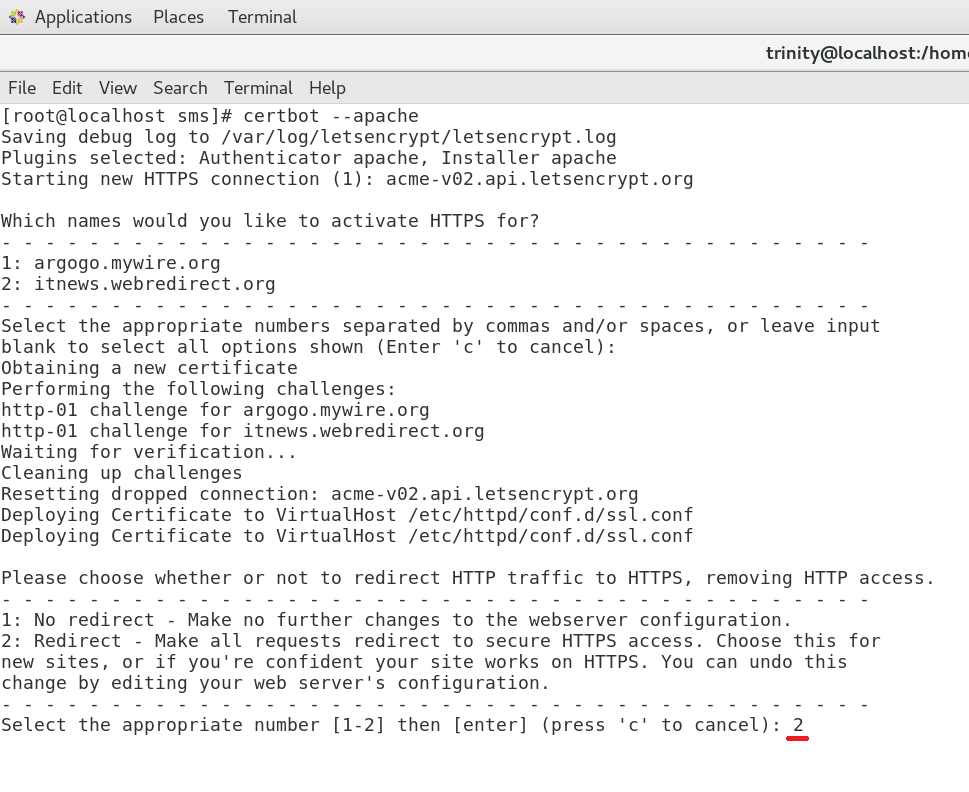 Applications Places Terminal
trinity@localhost:/hom
File Edit View Search Terminal Help
[root@localhost sms]# certbot --apache
Saving debug log to /var/log/letsencrypt/letsencrypt.log
Plugins selected: Authenticator apache, Installer apache
Starting new HTTPS connection (1): acme-v02.api.letsencrypt.org
Which names would you like to activate HTTPS for?
- - - - - - - - - - - - - - - - - - - - - - - - - - - - - - - - - - - - - - - -
1: argogo.mywire.org
2: itnews.webredirect.org
- - - - - - - - - - - - - - - - - - - - - - - - - - - - - - - - - - - - - - - -
Select the appropriate numbers separated by commas and/or spaces, or leave input
blank to select all options shown (Enter 'c' to cancel):
Obtaining a new certificate
Performing the following challenges:
http-01 challenge for argogo.mywire.org
http-01 challenge for itnews.webredirect.org
Waiting for verification...
Cleaning up challenges
Resetting dropped connection: acme-v02.api.letsencrypt.org
Deploying Certificate to VirtualHost /etc/httpd/conf.d/ssl.conf
Deploying Certificate to VirtualHost /etc/httpd/conf.d/ssl.conf
Please choose whether or not to redirect HTTP traffic to HTTPS, removing HTTP access.
- - - - - - - - - - - - - - - - - - - - - - - - - - - - - - - - - - - - - - - -
1: No redirect - Make no further changes to the webserver configuration.
2: Redirect - Make all requests redirect to secure HTTPS access. Choose this for
new sites, or if you're confident your site works on HTTPS. You can undo this
change by editing your web server's configuration.
- - - - - - - - - - - - - - - - - - - - - - - - - - - - - - - - - - - - - - - -
Select the appropriate number [1-2] then [enter] (press 'c' to cancel): 2